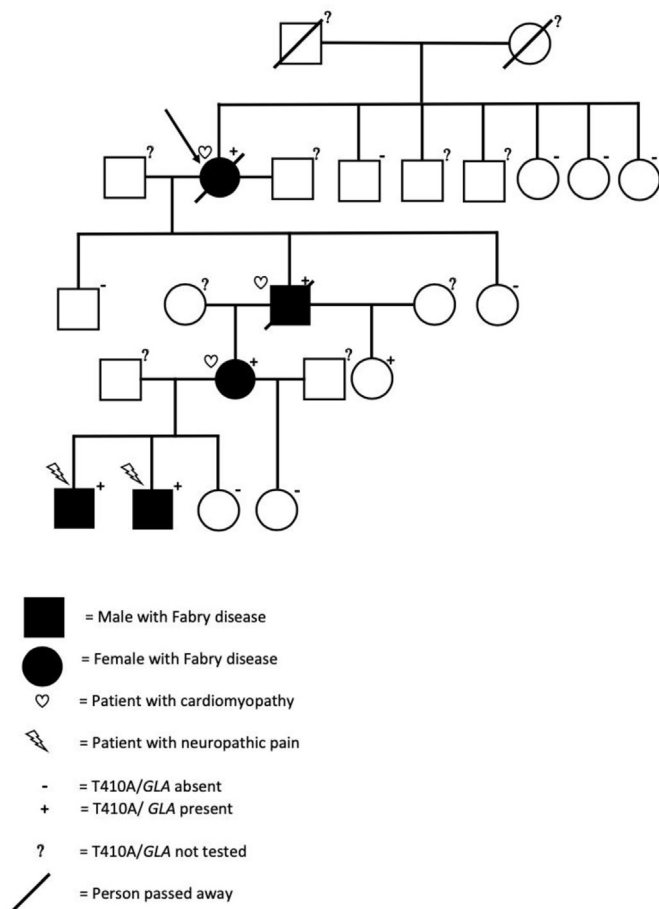 ? ?
+ ? ? - ? ? - - -
- ? + ? -
? + ? +
+ + - -
= Male with Fabry disease
= Female with Fabry disease
= Patient with cardiomyopathy
= Patient with neuropathic pain
- = T410A/GLA absent
+ = T410A/ GLA present
? = T410A/GLA not tested
= Person passed away